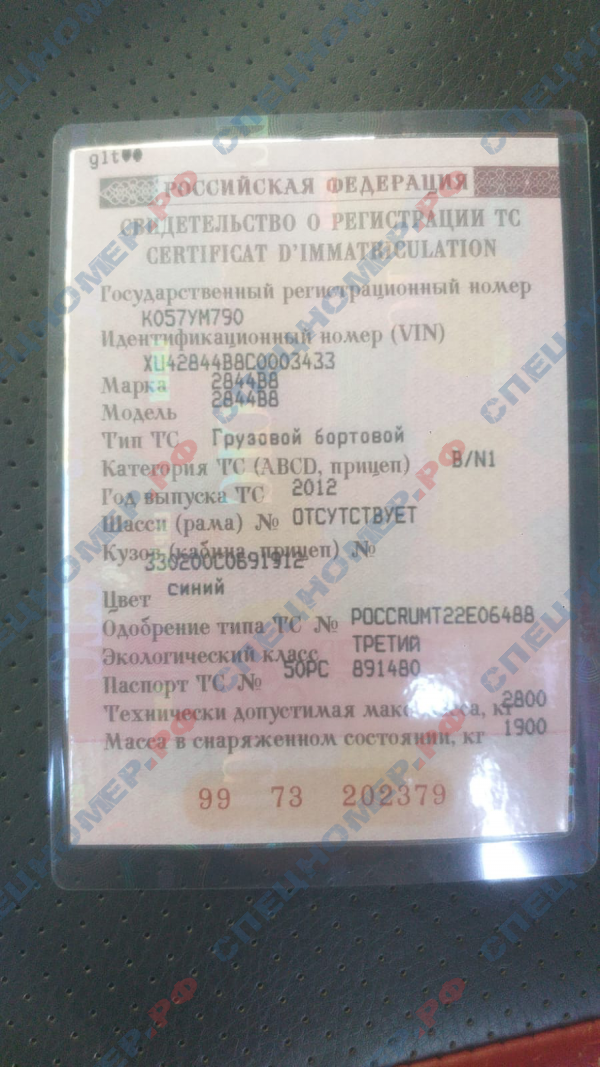 glt
РОССИЙСКАЯ ФЕДЕРАЦИЯ
СВИДЕТЕЛЬСТВО О РЕГИСТРАЦИИ ТС
CERTIFICAT D'IMMATRICULATION
Государственный регистрационный номер
К057УМ790
Идентификационный номер (VIN)
XU42844B8C0003433
Марка 2844B8
Модель 2844B8
Тип ТС Грузовой бортовой
Категория ТС (ABCD, прицеп) B/N1
Год выпуска ТС 2012
Шасси (рама) № ОТСУТСТВУЕТ
Кузов (кабина, прицеп) №
330200C0691912
Цвет синий
Одобрение типа ТС № РОССRUMT22E06488
Экологический класс ТРЕТИЙ
Паспорт ТС № 50РС 891480
Технически допустимая макс. масса, кг 2800
Масса в снаряженном состоянии, кг 1900
99 73 202379
СПЕЦНОМЕР.РФ